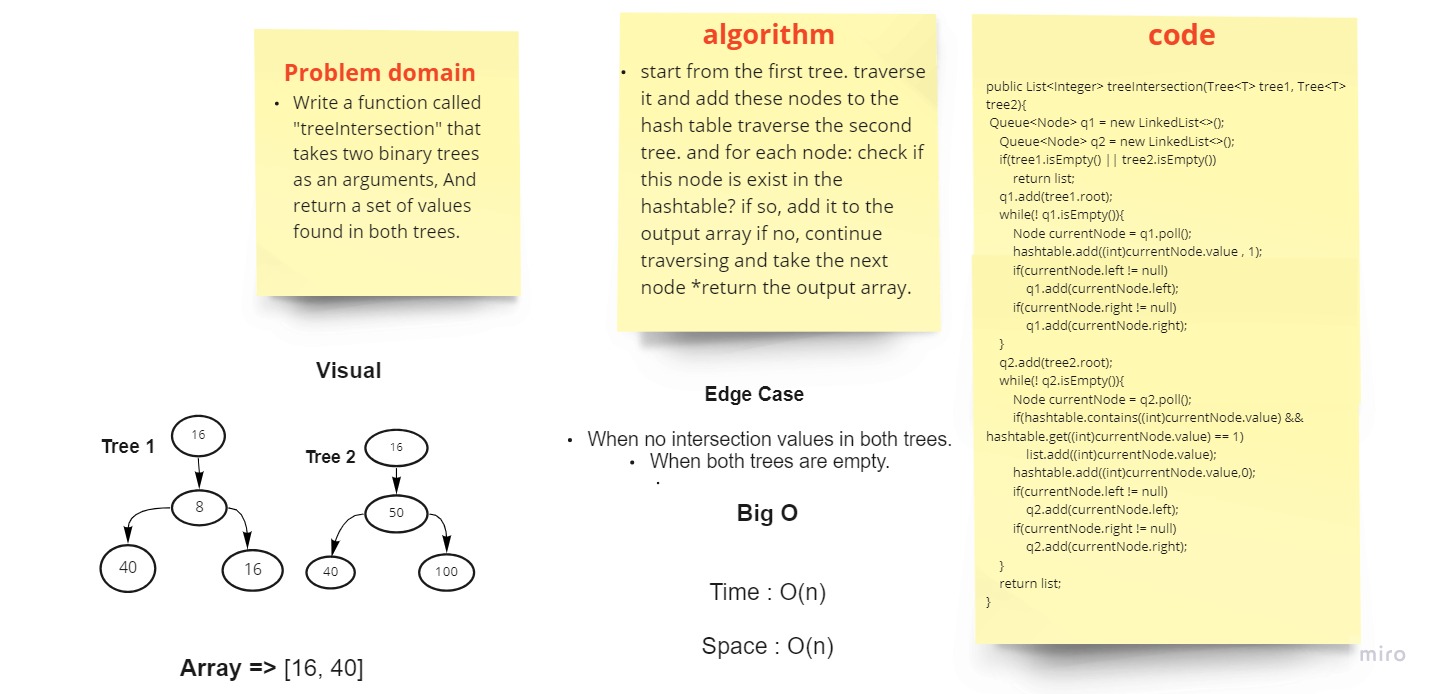 Problem domain
• Write a function called
"treeIntersection" that
takes two binary trees
as an arguments, And
return a set of values
found in both trees.
algorithm
• start from the first tree. traverse
it and add these nodes to the
hash table traverse the second
tree. and for each node: check if
this node is exist in the
hashtable? if so, add it to the
output array if no, continue
traversing and take the next
node *return the output array.
code
public List<Integer> treeIntersection(Tree<T> tree1, Tree<T>
tree2){
Queue<Node> q1 = new LinkedList<>();
Queue<Node> q2 = new LinkedList<>();
if(tree1.isEmpty() || tree2.isEmpty())
return list;
q1.add(tree1.root);
while(! q1.isEmpty()){
Node currentNode = q1.poll();
hashtable.add((int)currentNode.value , 1);
if(currentNode.left != null)
q1.add(currentNode.left);
if(currentNode.right != null)
q1.add(currentNode.right);
}
q2.add(tree2.root);
while(! q2.isEmpty()){
Node currentNode = q2.poll();
if(hashtable.contains((int)currentNode.value) &&
hashtable.get((int)currentNode.value) == 1)
list.add((int)currentNode.value);
hashtable.add((int)currentNode.value,0);
if(currentNode.left != null)
q2.add(currentNode.left);
if(currentNode.right != null)
q2.add(currentNode.right);
}
return list;
}
Visual
Tree 1
16
8
40
16
Tree 2
16
50
40
100
Array => [16, 40]
Edge Case
• When no intersection values in both trees.
• When both trees are empty.
.
Big O
Time : O(n)
Space : O(n)
miro